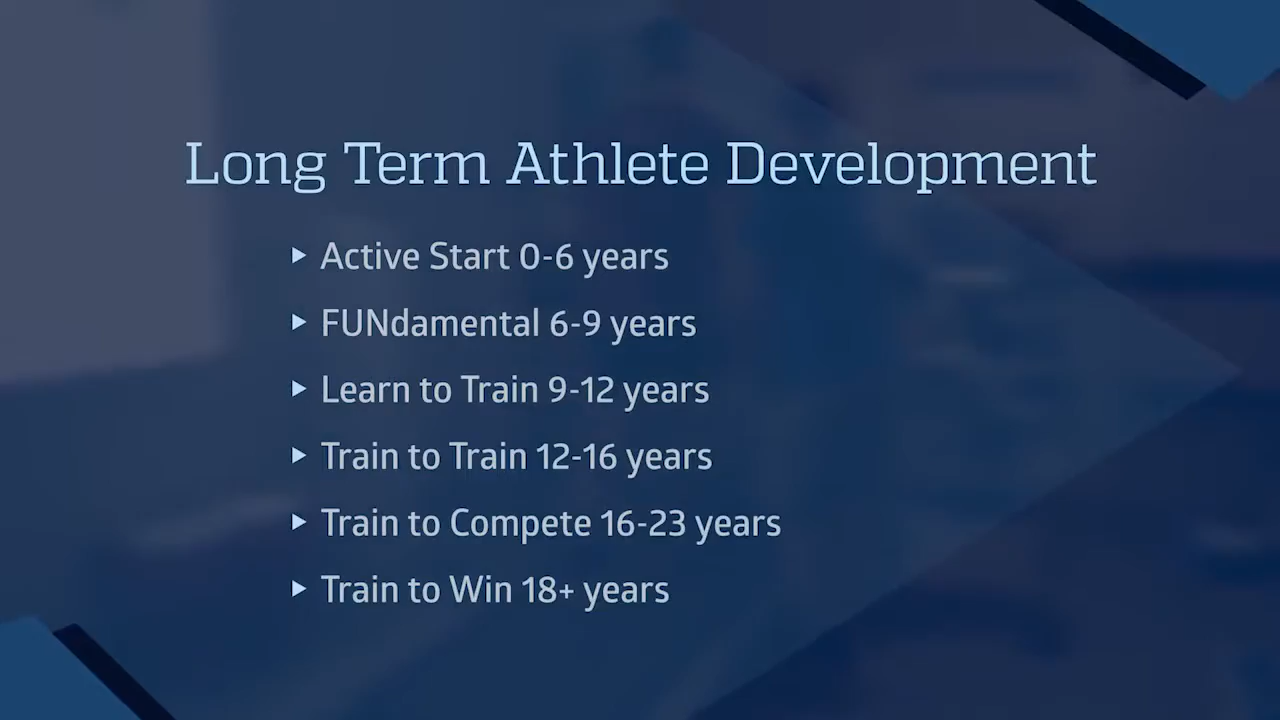 Long Term Athlete Development
Active Start 0-6 years
FUNdamental 6-9 years
Learn to Train 9-12 years
Train to Train 12-16 years
Train to Compete 16-23 years
Train to Win 18+ years